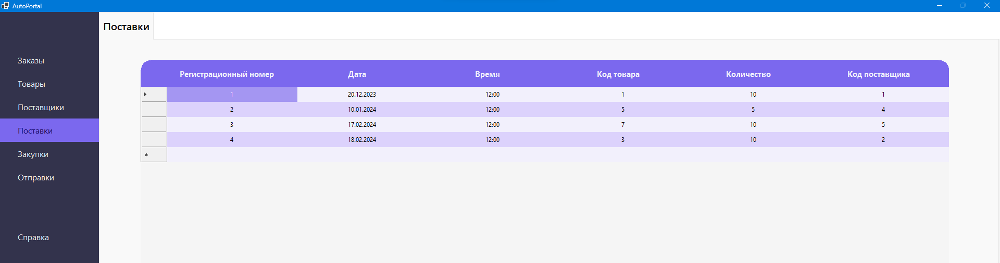 AutoPortal
Поставки
Заказы
Товары
Поставщики
Поставки
Закупки
Отправки
Справка
Регистрационный номер Дата Время Код товара Количество Код поставщика
1 20.12.2023 12:00 1 10 1
2 10.01.2024 12:00 5 5 4
3 17.02.2024 12:00 7 10 5
4 18.02.2024 12:00 3 10 2